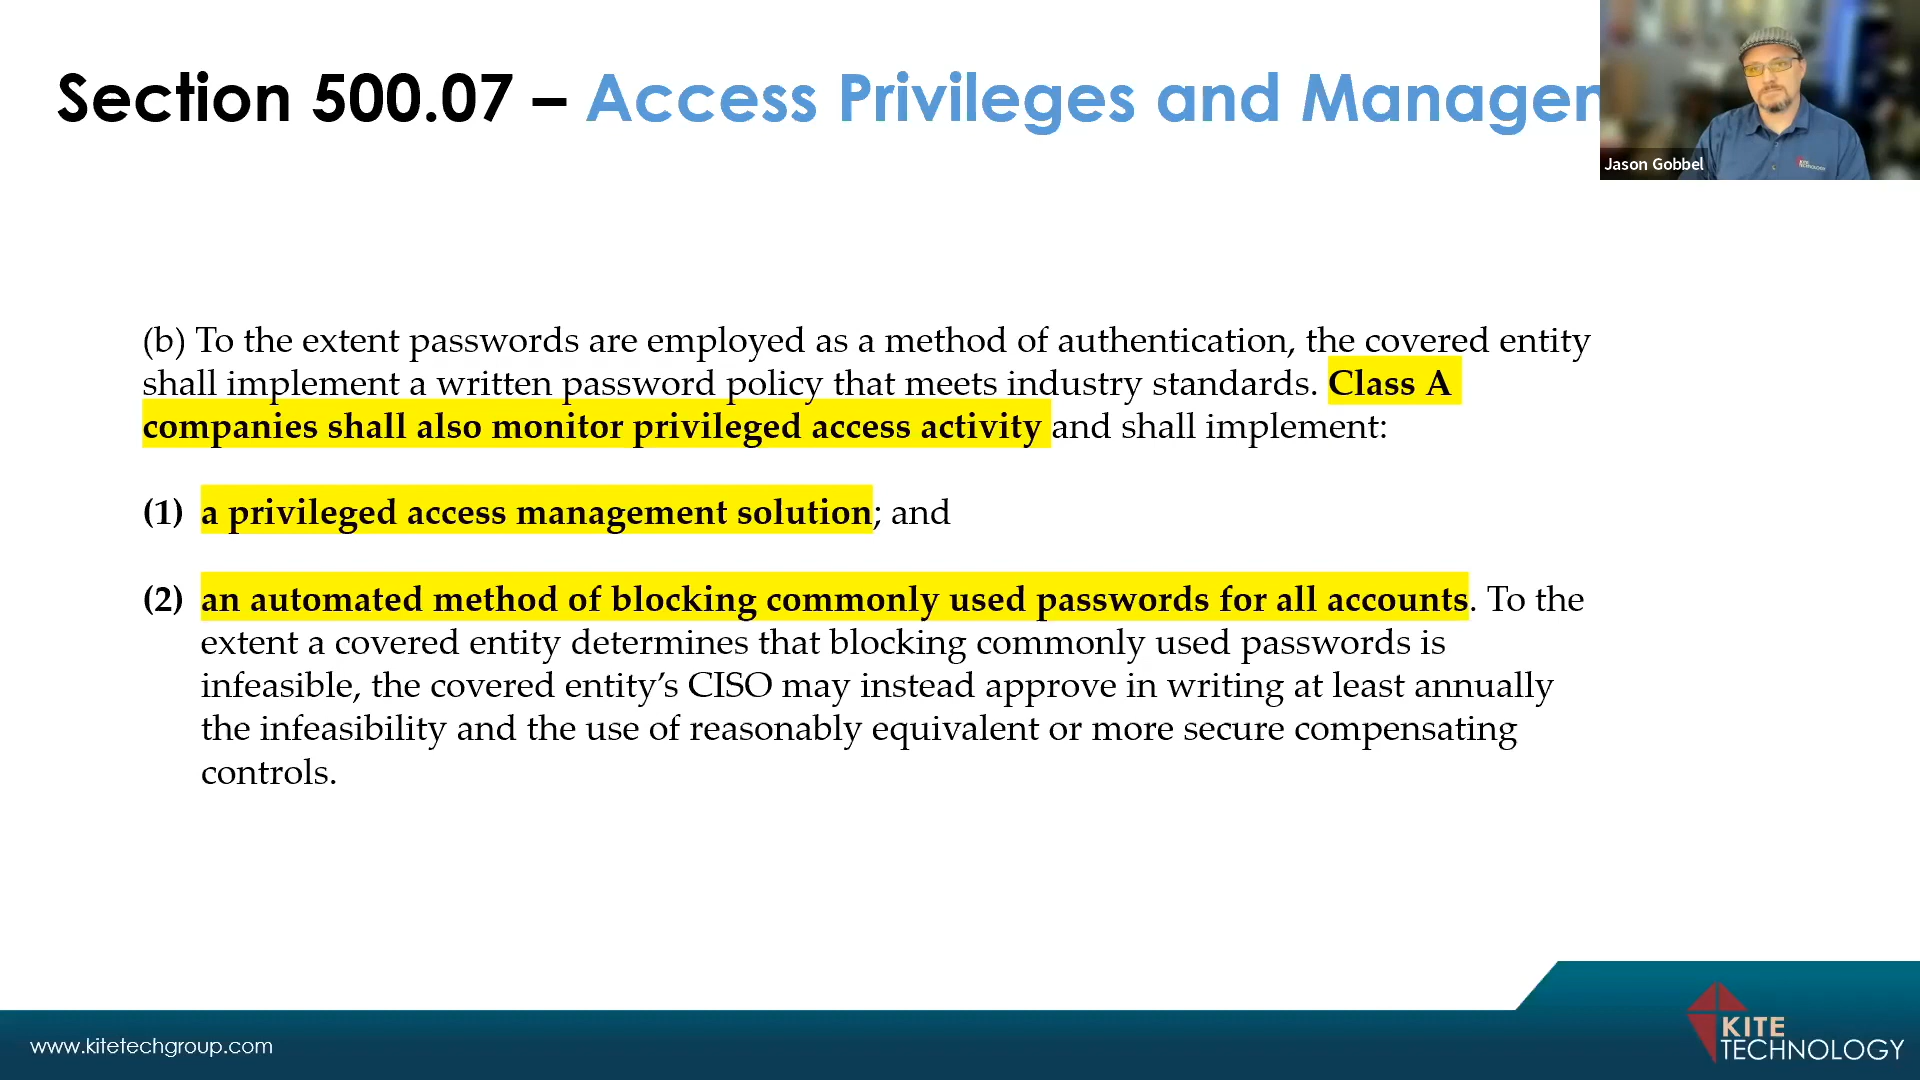 Section 500.07 – Access Privileges and Managem
Jason Gobbel
KITE
TECHNOLOGY
(b) To the extent passwords are employed as a method of authentication, the covered entity
shall implement a written password policy that meets industry standards. Class A
companies shall also monitor privileged access activity and shall implement:
(1) a privileged access management solution; and
(2) an automated method of blocking commonly used passwords for all accounts. To the
extent a covered entity determines that blocking commonly used passwords is
infeasible, the covered entity’s CISO may instead approve in writing at least annually
the infeasibility and the use of reasonably equivalent or more secure compensating
controls.
www.kitetechgroup.com
KITE
TECHNOLOGY